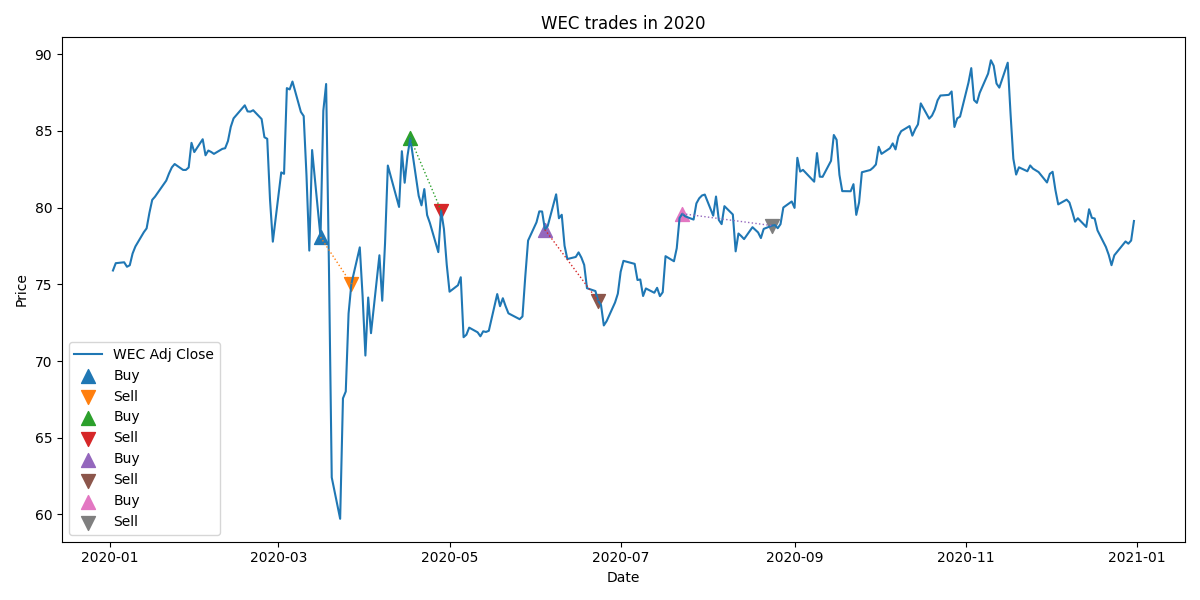 WEC trades in 2020
Price
90
85
80
75
70
65
60
WEC Adj Close
Buy
Sell
Buy
Sell
Buy
Sell
Buy
Sell
2020-01 2020-03 2020-05 2020-07 2020-09 2020-11 2021-01
Date